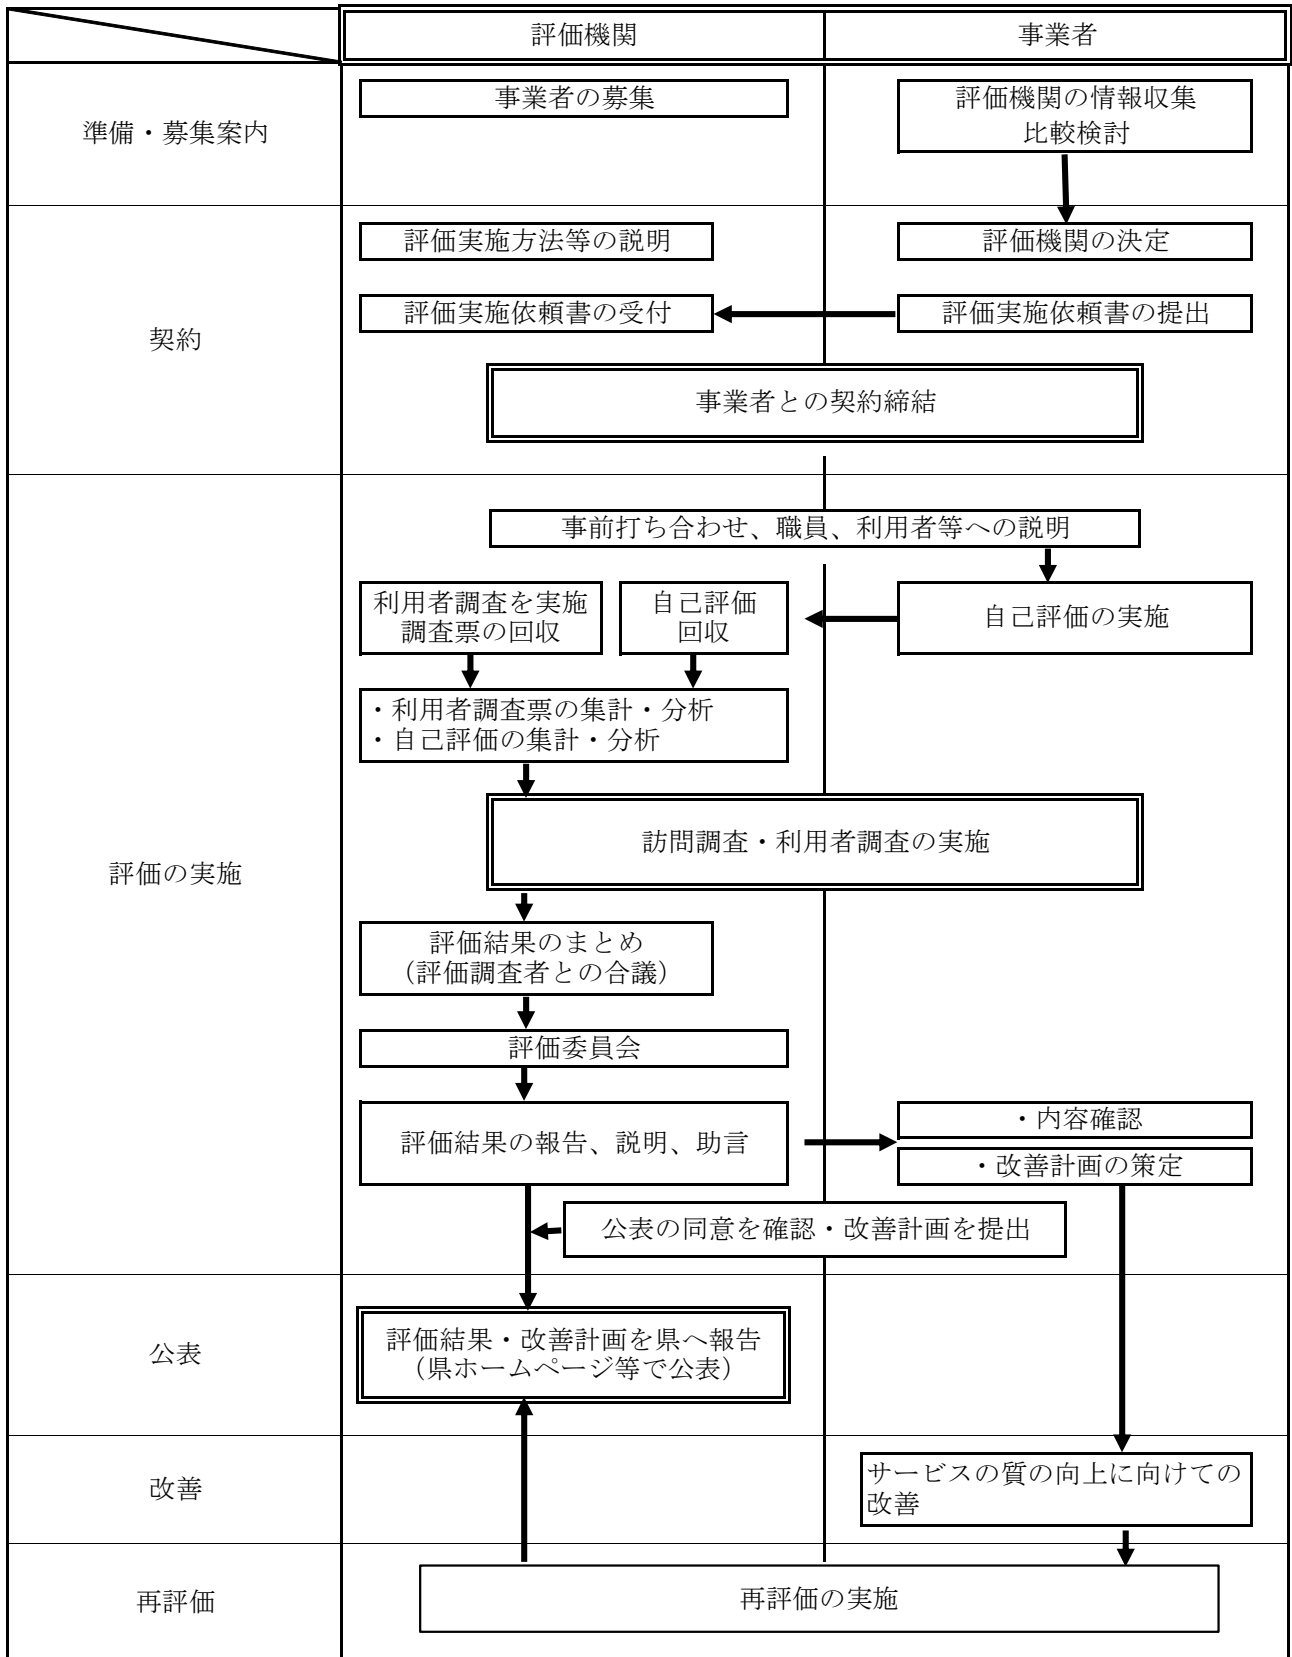 評価機関
事業者
準備・募集案内
事業者の募集
評価機関の情報収集
比較検討
契約
評価実施方法等の説明
評価機関の決定
評価実施依頼書の受付
評価実施依頼書の提出
事業者との契約締結
評価の実施
事前打ち合わせ、職員、利用者等への説明
利用者調査を実施
調査票の回収
自己評価
回収
自己評価の実施
・利用者調査票の集計・分析
・自己評価の集計・分析
訪問調査・利用者調査の実施
評価結果のまとめ
（評価調査者との合議）
評価委員会
評価結果の報告、説明、助言
・内容確認
・改善計画の策定
公表の同意を確認・改善計画を提出
公表
評価結果・改善計画を県へ報告
（県ホームページ等で公表）
改善
サービスの質の向上に向けての
改善
再評価
再評価の実施